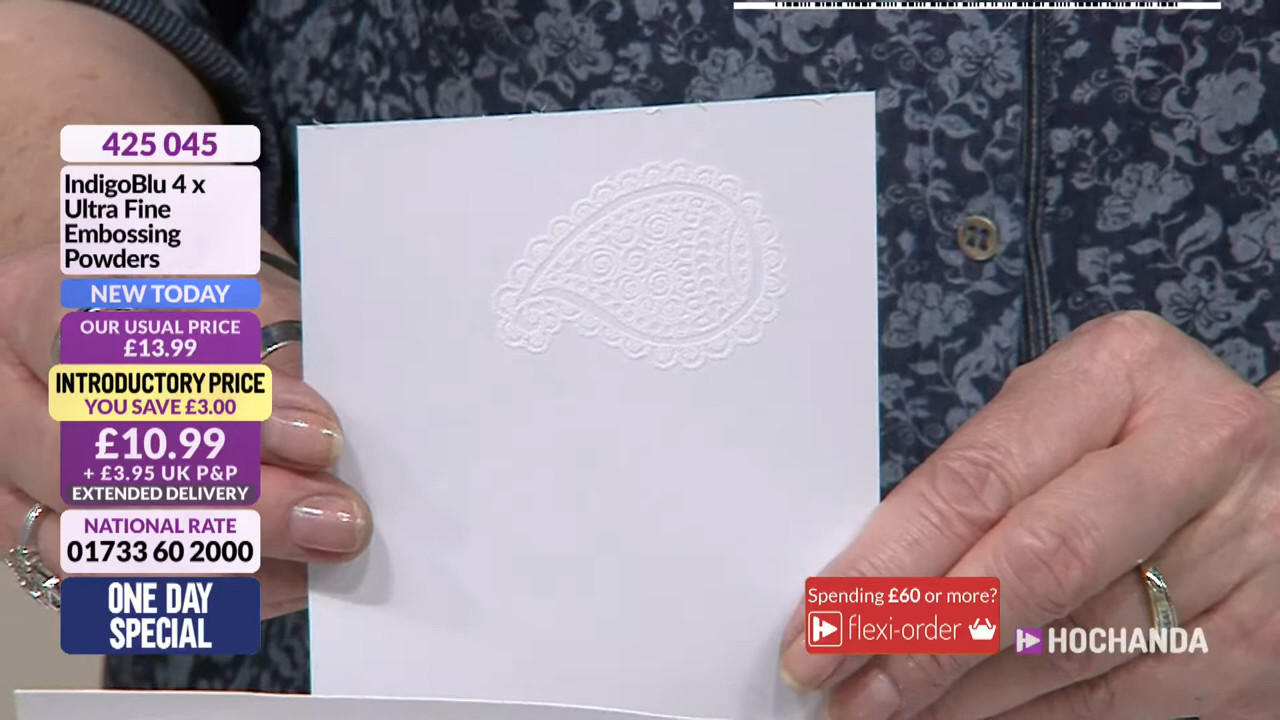 425 045
IndigoBlu 4 x
Ultra Fine
Embossing
Powders
NEW TODAY
OUR USUAL PRICE
£13.99
INTRODUCTORY PRICE
YOU SAVE £3.00
£10.99
+ £3.95 UK P&P
EXTENDED DELIVERY
NATIONAL RATE
01733 60 2000
ONE DAY
SPECIAL
Spending £60 or more?
flexi-order
HOCHANDA